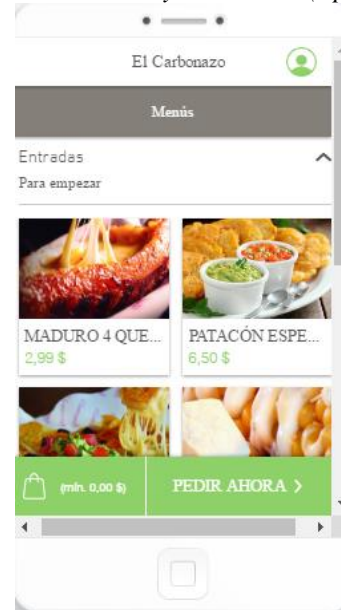 El Carbonazo
Menús
Entradas
Para empezar
MADURO 4 QUE...
2,99 $
PATACÓN ESPE...
6,50 $
(mín. 0,00 $)
PEDIR AHORA >